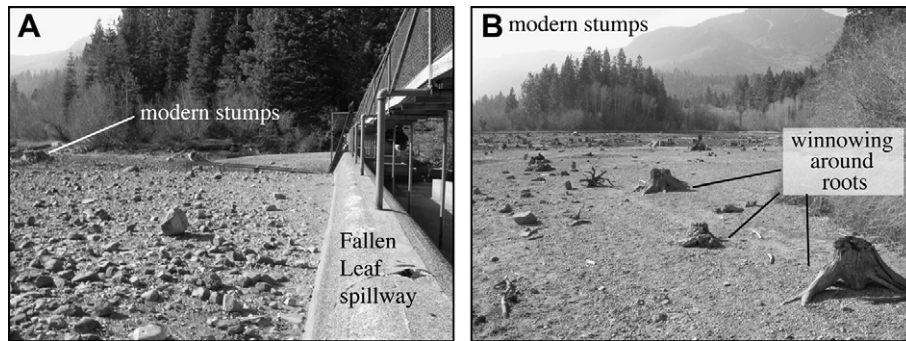 A
modern stumps
Fallen
Leaf
spillway
B
modern stumps
winnowing
around
roots